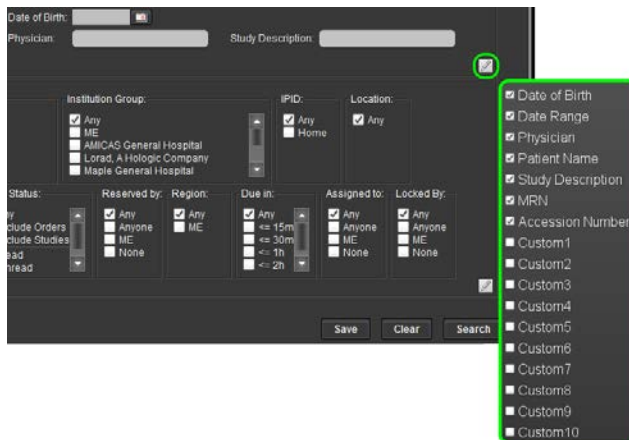 Date of Birth:
Physician:
Study Description:
Institution Group:
Any
ME
AMICAS General Hospital
Lorad, A Hologic Company
Maple General Hospital
IPID:
Any
Home
Location:
Any
Status:
clude Orders
clude Studies
ead
nread
Reserved by:
Any
Anyone
ME
None
Region:
Any
ME
Due in:
Any
<= 15m
<= 30m
<= 1h
<= 2h
Assigned to:
Any
Anyone
ME
None
Locked By:
Any
Anyone
ME
None
Save
Clear
Search
Date of Birth
Date Range
Physician
Patient Name
Study Description
MRN
Accession Number
Custom1
Custom2
Custom3
Custom4
Custom5
Custom6
Custom7
Custom8
Custom9
Custom10